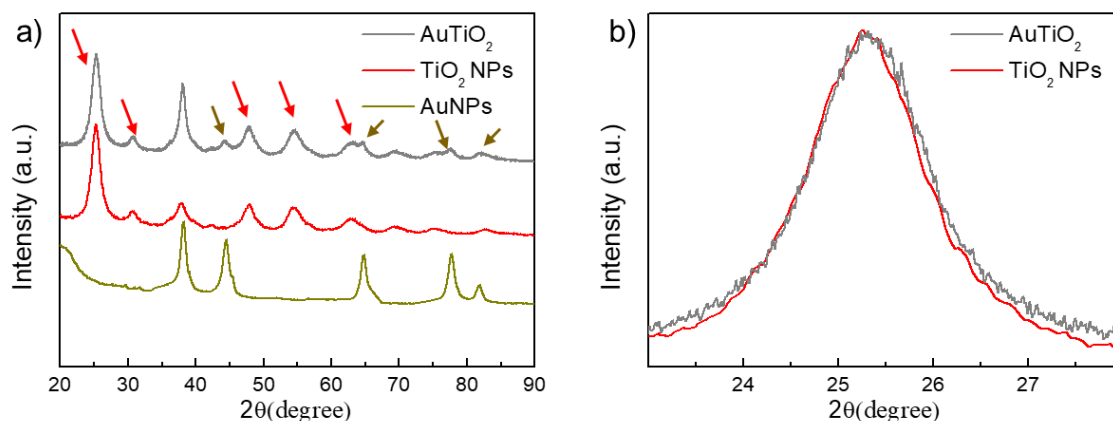 a)
AuTiO₂
TiO₂ NPs
AuNPs
Intensity (a.u.)
20 30 40 50 60 70 80 90
2θ(degree)
b)
AuTiO₂
TiO₂ NPs
Intensity (a.u.)
24 25 26 27
2θ(degree)